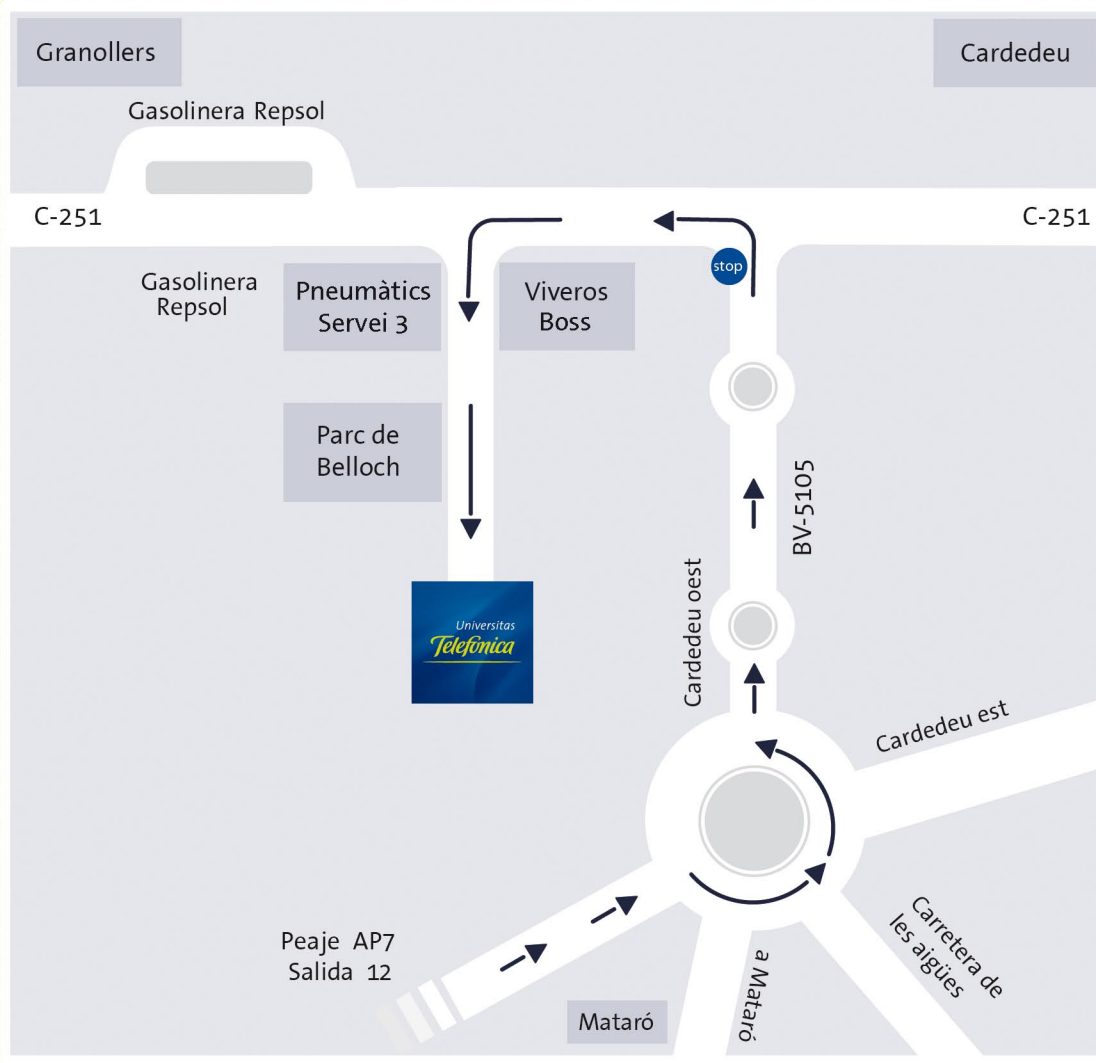 Granollers
Cardedeu
Gasolinera Repsol
C-251
C-251
Gasolinera
Repsol
Pneumàtics
Servei 3
Viveros
Boss
stop
Parc de
Belloch
BV-5105
Cardedeu oest
Universitas
Telefónica
Cardedeu est
Peaje AP7
Salida 12
Carretera de
les aigües
a Mataró
Mataró